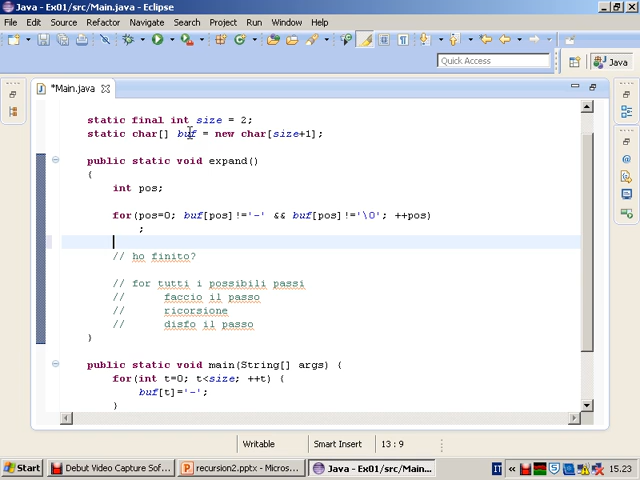 Java - Ex01/src/Main.java - Eclipse
File Edit Source Refactor Navigate Search Project Run Window Help
Quick Access
Java
*Main.java
static final int size = 2;
static char[] buf = new char[size+1];
public static void expand()
{
int pos;
for(pos=0; buf[pos]!='-' && buf[pos]!='\0'; ++pos)
;
// ho finito?
// for tutti i possibili passi
// faccio il passo
// ricorsione
// disfo il passo
}
public static void main(String[] args) {
for(int t=0; t<size; ++t) {
buf[t]='-';
}
Writable Smart Insert 13 : 9
Start Debut Video Capture Sof... recursion2.pptx - Micros... Java - Ex01/src/Main... IT 15.23